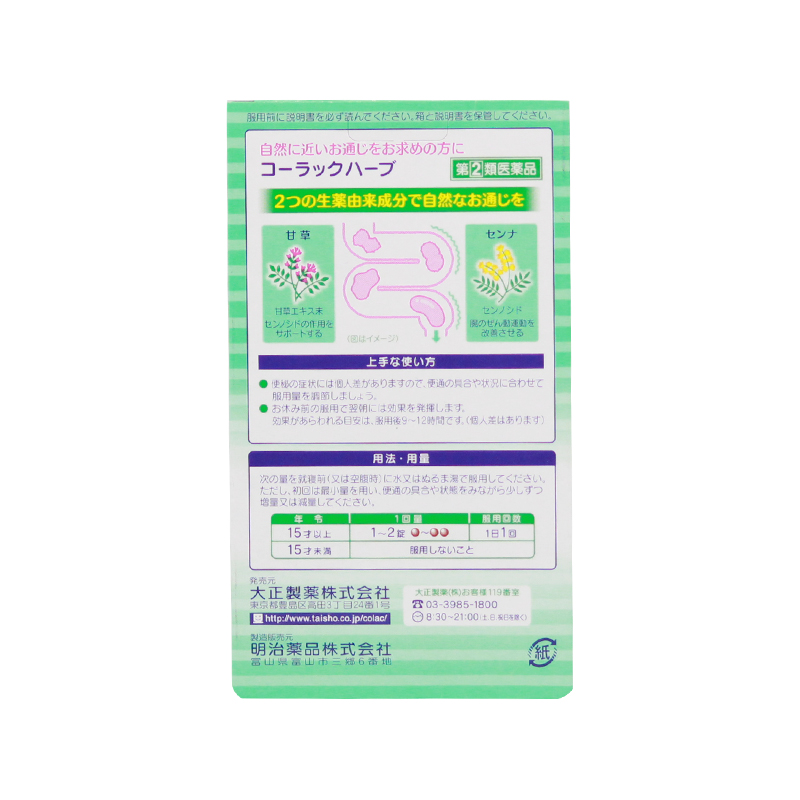 服用前に説明書を必ず読んでください。箱と説明書を保管してください。
自然に近いお通じをお求めの方に
コーラックハーブ
第②類医薬品
2つの生薬由来成分で自然なお通じを
甘草
甘草エキス末
センノシドの作用を
サポートする
(図はイメージ)
センナ
センノシド
腸のぜん動運動を
改善させる
上手な使い方
● 便秘の症状には個人差がありますので、便通の具合や状況に合わせて
服用量を調節しましょう。
● お休み前の服用で翌朝には効果を発揮します。
効果があらわれる目安は、服用後9〜12時間です。(個人差はあります)
用法・用量
次の量を就寝前(又は空腹時)に水又はぬるま湯で服用してください。
ただし、初回は最小量を用い、便通の具合や状態をみながら少しずつ
増量又は減量してください。
年令 1回量 服用回数
15才以上 1〜2錠 1日1回
15才未満 服用しないこと
発売元
大正製薬株式会社
東京都豊島区高田3丁目24番1号
http://www.taisho.co.jp/colac/
大正製薬(株)お客様119番室
03-3985-1800
8:30〜21:00(土、日、祝日を除く)
製造販売元
明治薬品株式会社
富山県富山市三郷6番地
紙